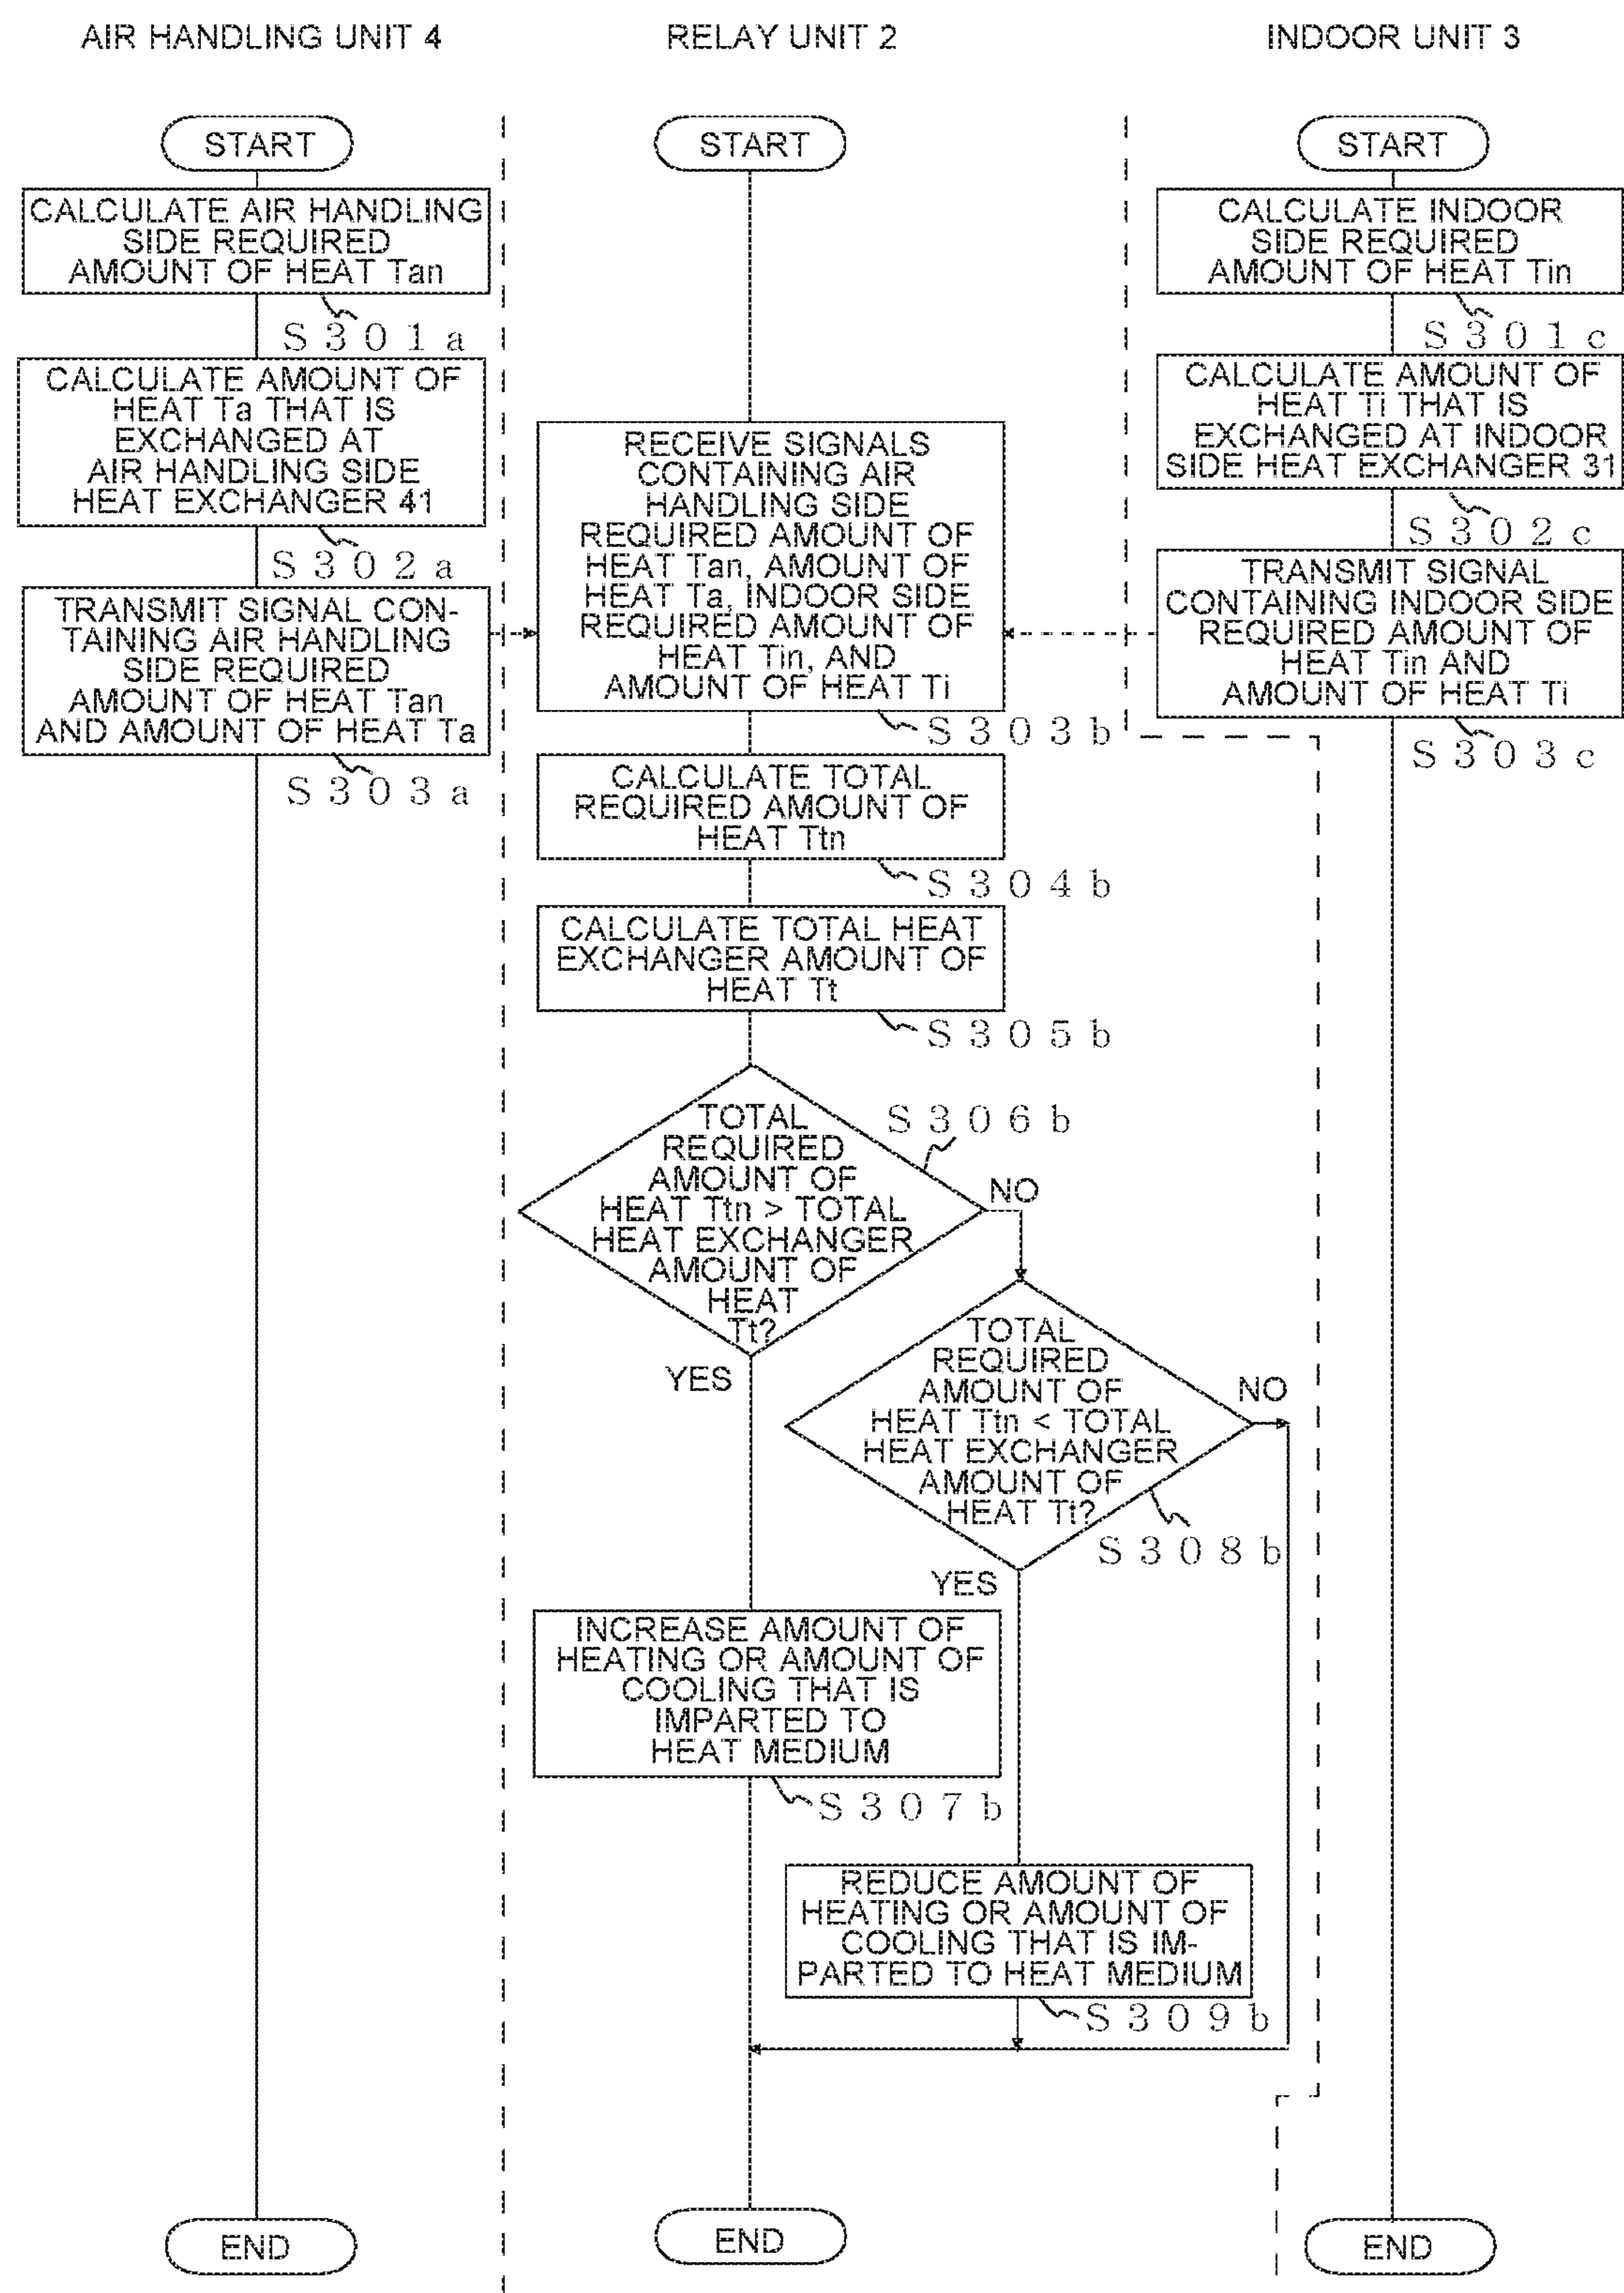 AIR HANDLING UNIT 4
RELAY UNIT 2
INDOOR UNIT 3
START
CALCULATE AIR HANDLING
SIDE REQUIRED
AMOUNT OF HEAT Tan
S301a
CALCULATE AMOUNT OF
HEAT Ta THAT IS
EXCHANGED AT
AIR HANDLING SIDE
HEAT EXCHANGER 41
S302a
TRANSMIT SIGNAL CON-
TAINING AIR HANDLING
SIDE REQUIRED
AMOUNT OF HEAT Tan
AND AMOUNT OF HEAT Ta
S303a
END
START
RECEIVE SIGNALS
CONTAINING AIR
HANDLING SIDE
REQUIRED AMOUNT OF
HEAT Tan, AMOUNT OF
HEAT Ta, INDOOR SIDE
REQUIRED AMOUNT OF
HEAT Tin, AND
AMOUNT OF HEAT Ti
S303b
CALCULATE TOTAL
REQUIRED AMOUNT OF
HEAT Ttn
S304b
CALCULATE TOTAL HEAT
EXCHANGER AMOUNT OF
HEAT Tt
S305b
TOTAL
REQUIRED
AMOUNT OF
HEAT Ttn > TOTAL
HEAT EXCHANGER
AMOUNT OF
HEAT
Tt?
S306b
NO
YES
TOTAL
REQUIRED
AMOUNT OF
HEAT Ttn < TOTAL
HEAT EXCHANGER
AMOUNT OF
HEAT Tt?
S308b
NO
YES
INCREASE AMOUNT OF
HEATING OR AMOUNT OF
COOLING THAT IS
IMPARTED TO
HEAT MEDIUM
S307b
REDUCE AMOUNT OF
HEATING OR AMOUNT OF
COOLING THAT IS IM-
PARTED TO HEAT MEDIUM
S309b
END
START
CALCULATE INDOOR
SIDE REQUIRED
AMOUNT OF HEAT Tin
S301c
CALCULATE AMOUNT OF
HEAT Ti THAT IS
EXCHANGED AT INDOOR
SIDE HEAT EXCHANGER 31
S302c
TRANSMIT SIGNAL
CONTAINING INDOOR SIDE
REQUIRED AMOUNT OF
HEAT Tin AND
AMOUNT OF HEAT Ti
S303c
END